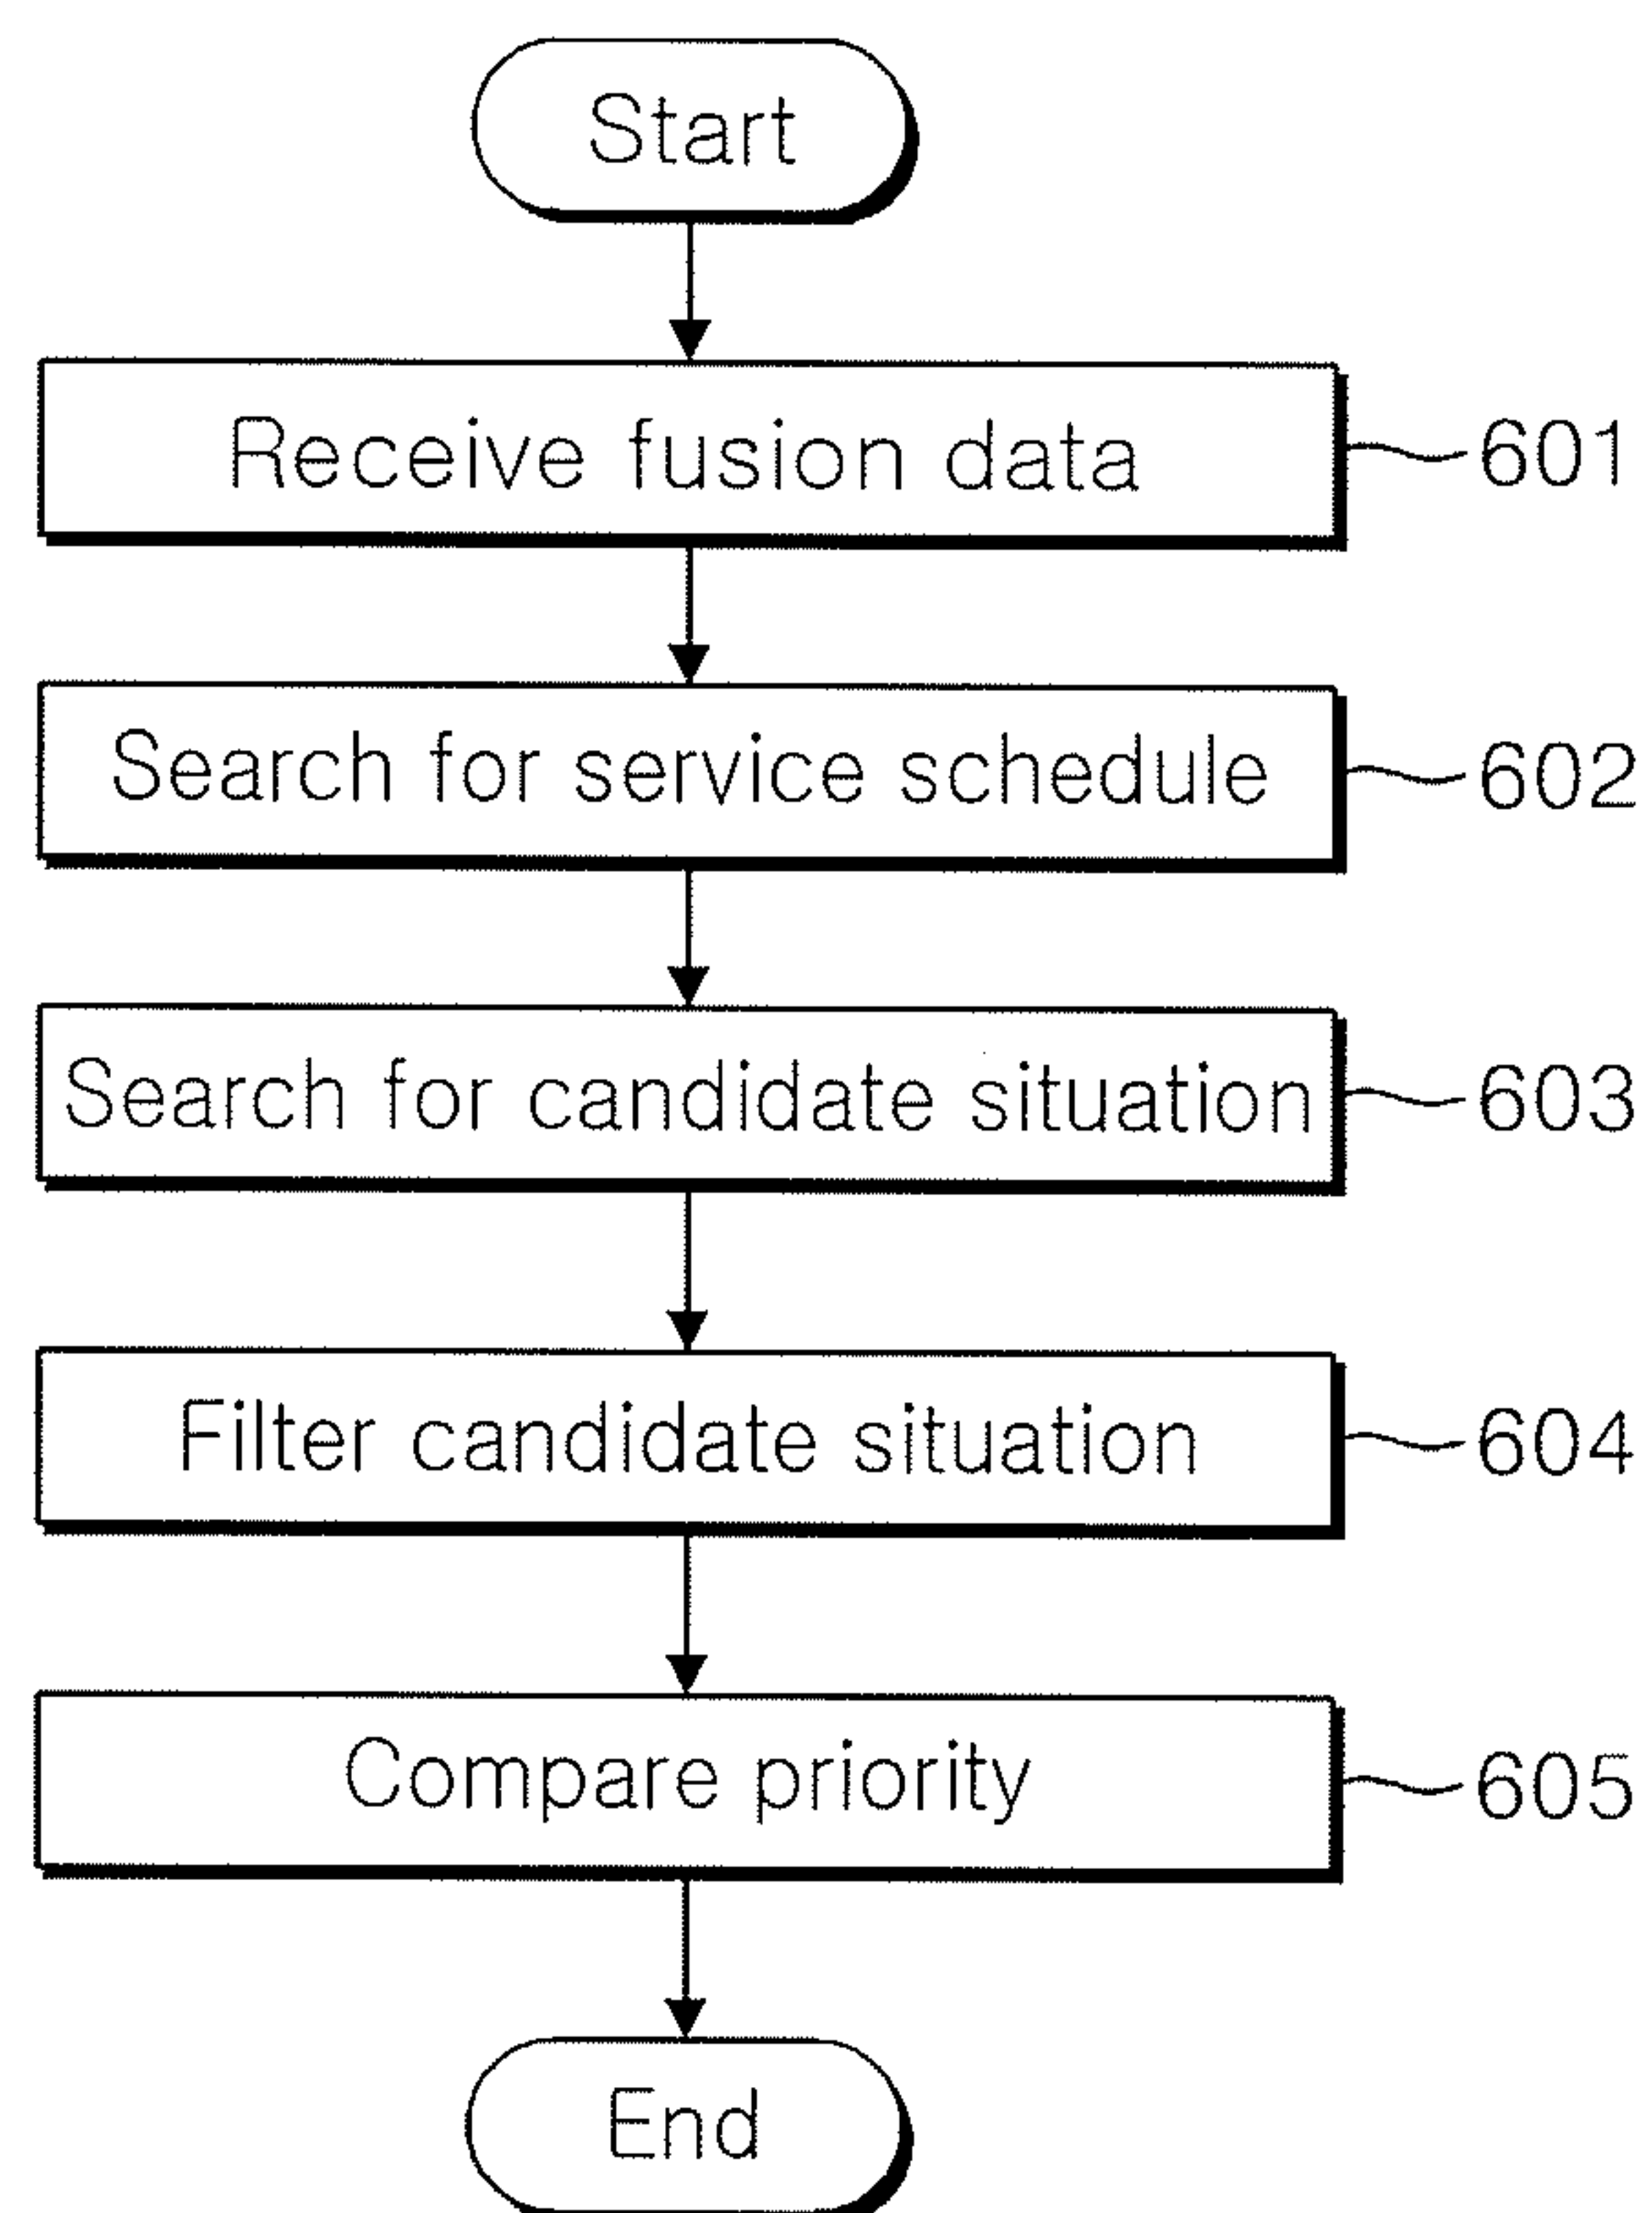 Start
Receive fusion data 601
Search for service schedule 602
Search for candidate situation 603
Filter candidate situation 604
Compare priority 605
End